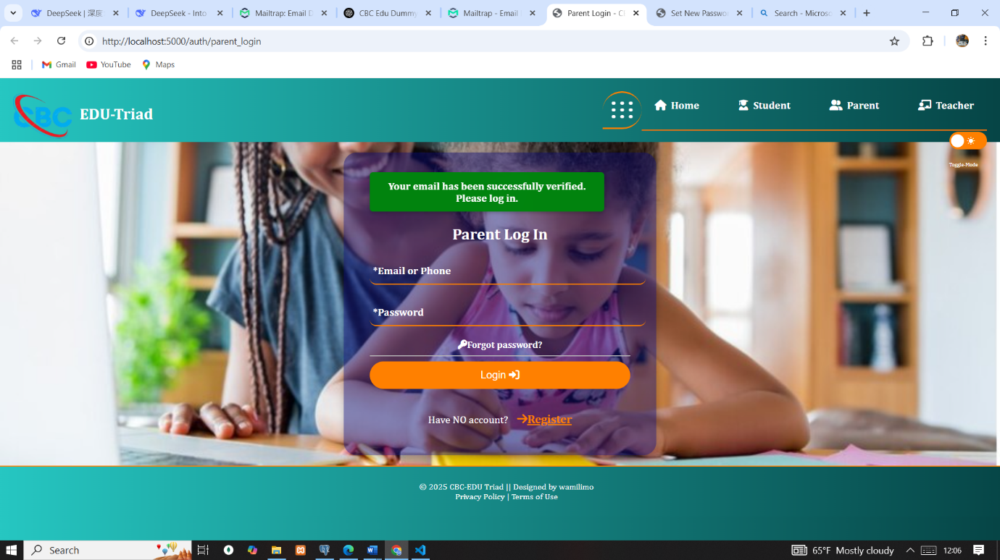 DeepSeek | 深度
DeepSeek - Into
Mailtrap: Email D
CBC Edu Dummy
Mailtrap - Email
Parent Login - C
Set New Passwo
Search - Microso
http://localhost:5000/auth/parent_login
Gmail
YouTube
Maps
CBC
EDU-Triad
Home
Student
Parent
Teacher
Toggle-Mode
Your email has been successfully verified.
Please log in.
Parent Log In
*Email or Phone
*Password
Forgot password?
Login
Have NO account? Register
© 2025 CBC-EDU Triad || Designed by wamilimo
Privacy Policy | Terms of Use
Search
65°F Mostly cloudy
12:06